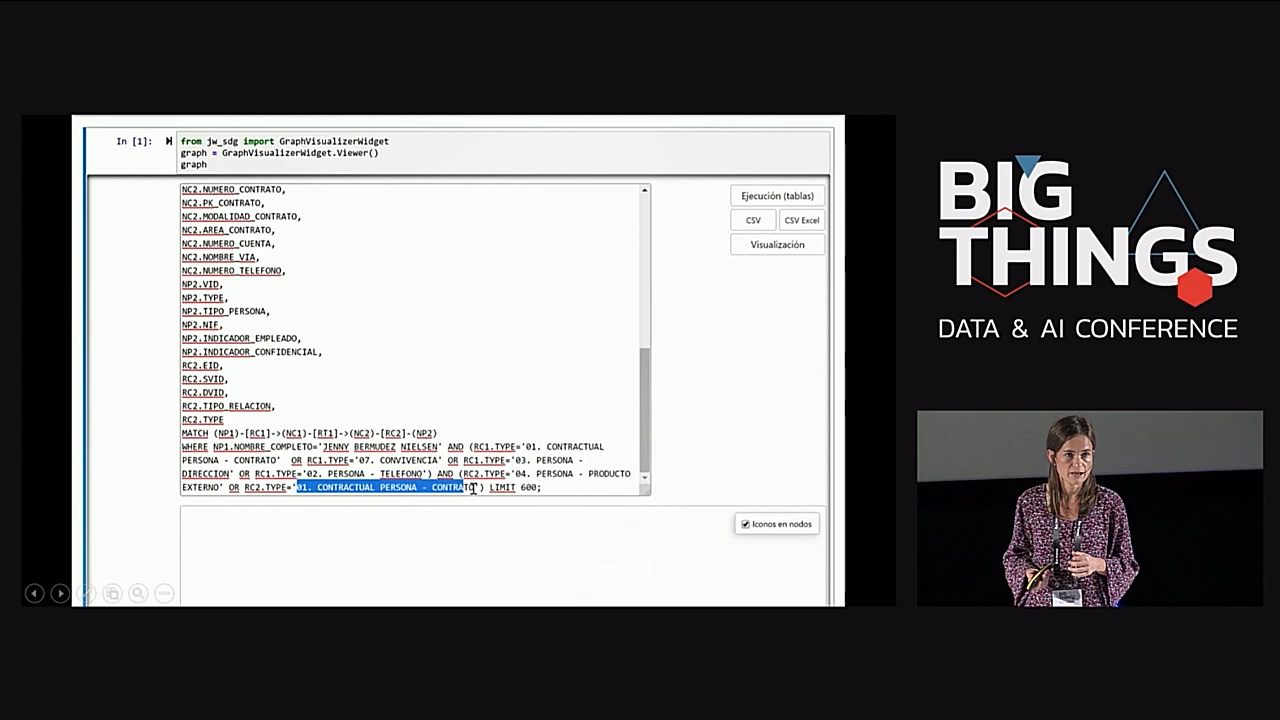 In [1]:
from jw_sdg import GraphVisualizerWidget
graph = GraphVisualizerWidget.Viewer()
graph
NC2.NUMERO_CONTRATO,
NC2.PK_CONTRATO,
NC2.MODALIDAD_CONTRATO,
NC2.AREA_CONTRATO,
NC2.NUMERO_CUENTA,
NC2.NOMBRE_VIA,
NC2.NUMERO_TELEFONO,
NP2.VID,
NP2.TYPE,
NP2.TIPO_PERSONA,
NP2.NIF,
NP2.INDICADOR_EMPLEADO,
NP2.INDICADOR_CONFIDENCIAL,
RC2.EID,
RC2.SVID,
RC2.DVID,
RC2.TIPO_RELACION,
RC2.TYPE
MATCH (NP1)-[RC1]->(NC1)-[RT1]->(NC2)-[RC2]-(NP2)
WHERE NP1.NOMBRE_COMPLETO='JENNY BERMUDEZ NIELSEN' AND (RC1.TYPE='01. CONTRACTUAL
PERSONA - CONTRATO' OR RC1.TYPE='07. CONVIVENCIA' OR RC1.TYPE='03. PERSONA -
DIRECCION' OR RC1.TYPE='02. PERSONA - TELEFONO') AND (RC2.TYPE='04. PERSONA - PRODUCTO
EXTERNO' OR RC2.TYPE='01. CONTRACTUAL PERSONA - CONTRATO') LIMIT 600;
Ejecución (tablas)
CSV
CSV Excel
Visualización
Iconos en nodos
BIG
THINGS
DATA & AI CONFERENCE